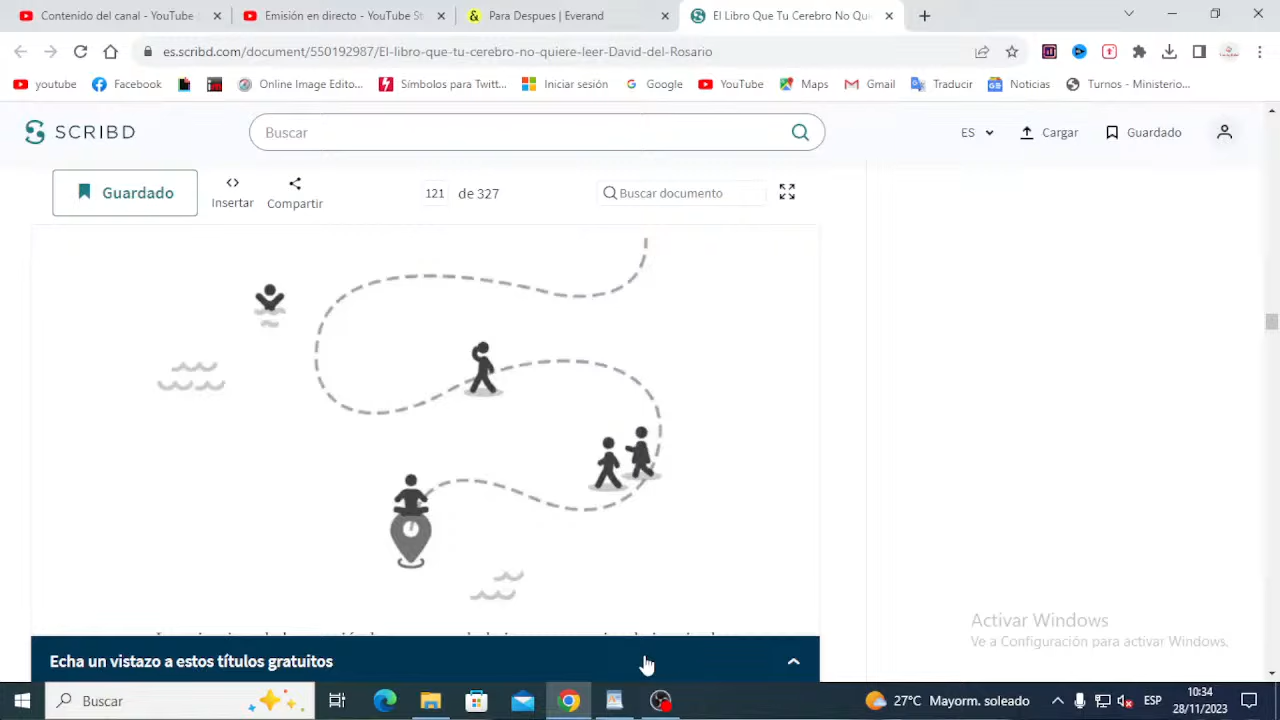 Contenido del canal - YouTube
Emisión en directo - YouTube St
Para Despues | Everand
El Libro Que Tu Cerebro No Que
es.scribd.com/document/550192987/El-libro-que-tu-cerebro-no-quiere-leer-David-del-Rosario
youtube
Facebook
Online Image Edito...
Símbolos para Twitt...
Iniciar sesión
Google
YouTube
Maps
Gmail
Traducir
Noticias
Turnos - Ministerio...
SCRIBD
Buscar
ES
Cargar
Guardado
Guardado
Insertar
Compartir
121 de 327
Buscar documento
Activar Windows
Ve a Configuración para activar Windows.
Echa un vistazo a estos títulos gratuitos
Buscar
27°C Mayorm. soleado
ESP
10:34
28/11/2023